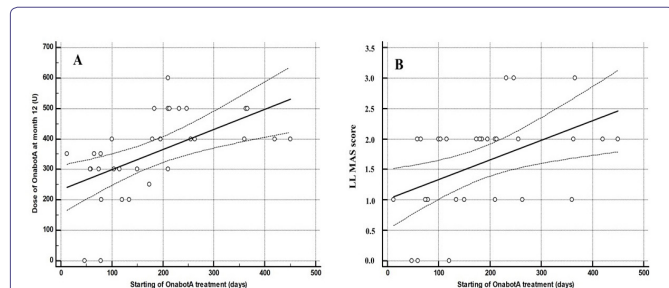 A
Dose of OnabotA at month 12 (U)
700
600
500
400
300
200
100
0
0 100 200 300 400 500
Starting of OnabotA treatment (days)
B
LL MAS score
3.5
3.0
2.5
2.0
1.5
1.0
0.5
0.0
0 100 200 300 400 500
Starting of OnabotA treatment (days)